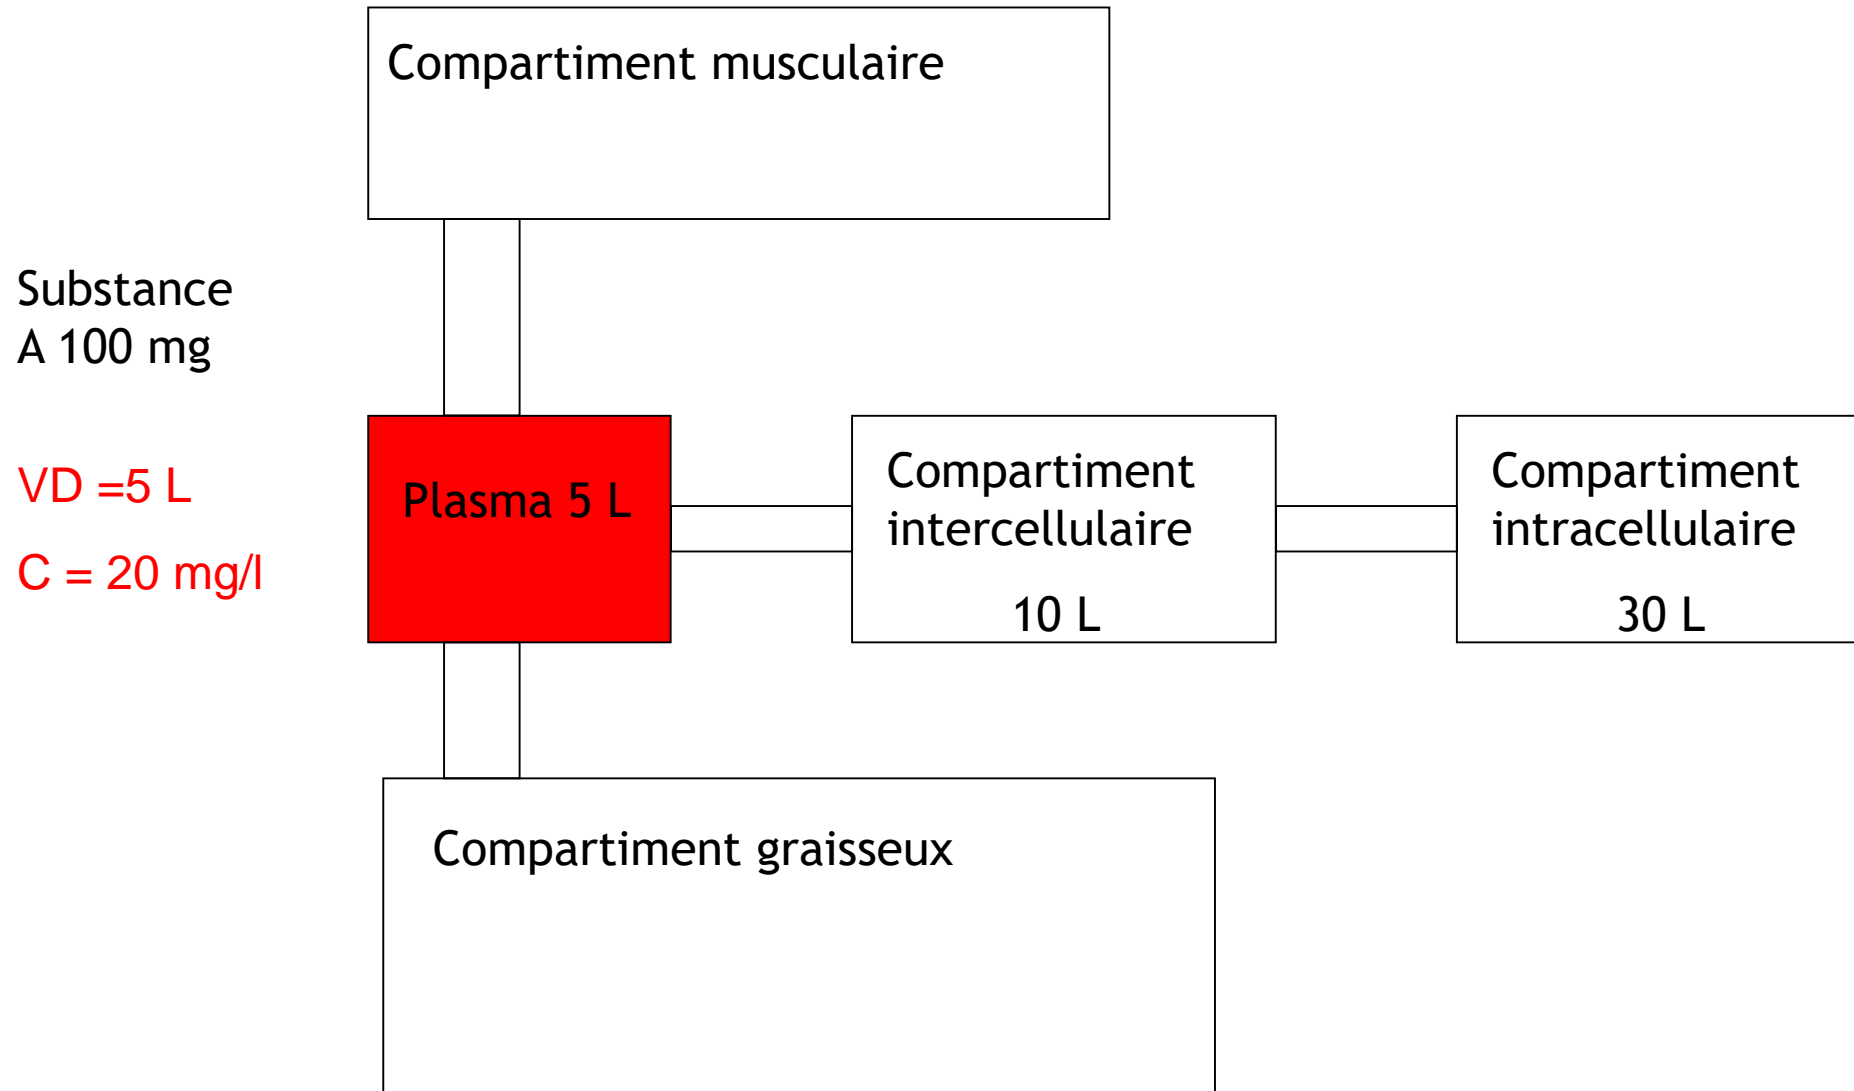 Compartiment musculaire
Substance
A 100 mg
VD =5 L
C = 20 mg/l
Plasma 5 L
Compartiment
intercellulaire
10 L
Compartiment
intracellulaire
30 L
Compartiment graisseux